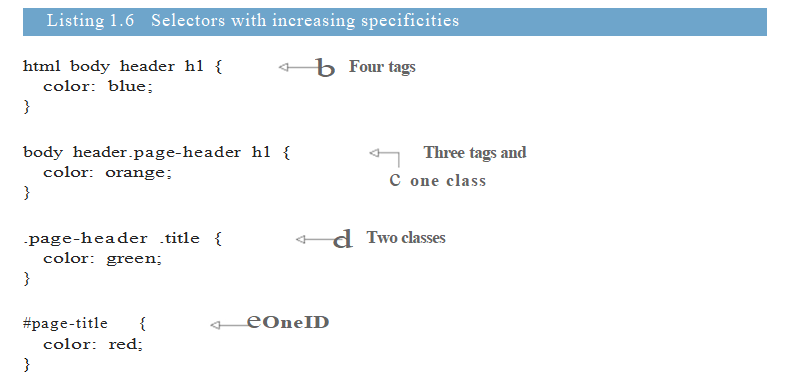 Listing 1.6 Selectors with increasing specificities
html body header h1 { b Four tags
color: blue;
}
body header.page-header h1 { Three tags and
c one class
color: orange;
}
.page-header .title { d Two classes
color: green;
}
#page-title { eOneID
color: red;
}